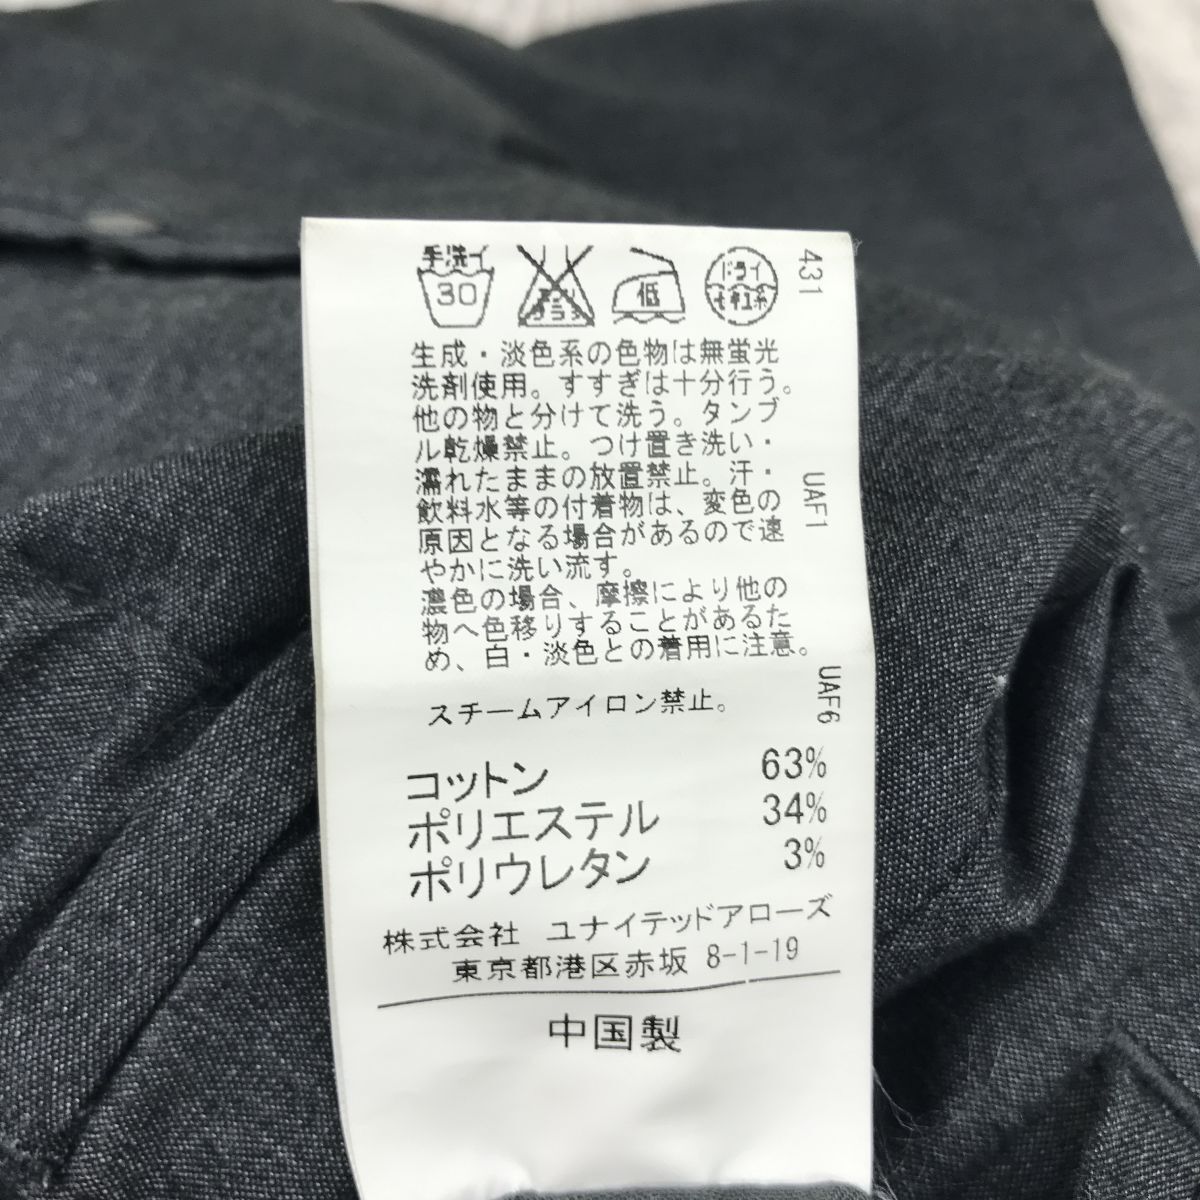 手洗イ
30
エンソ
サラシ
低
ドライ
セキユ系
431
生成・淡色系の色物は無蛍光
洗剤使用。すすぎは十分行う。
他の物と分けて洗う。タンブ
ル乾燥禁止。つけ置き洗い・
濡れたままの放置禁止。汗・
飲料水等の付着物は、変色の
原因となる場合があるので速
やかに洗い流す。
濃色の場合、摩擦により他の
物へ色移りすることがあるた
め、白・淡色との着用に注意。
UAF1
スチームアイロン禁止。
UAF6
コットン 63%
ポリエステル 34%
ポリウレタン 3%
株式会社 ユナイテッドアローズ
東京都港区赤坂 8-1-19
中国製